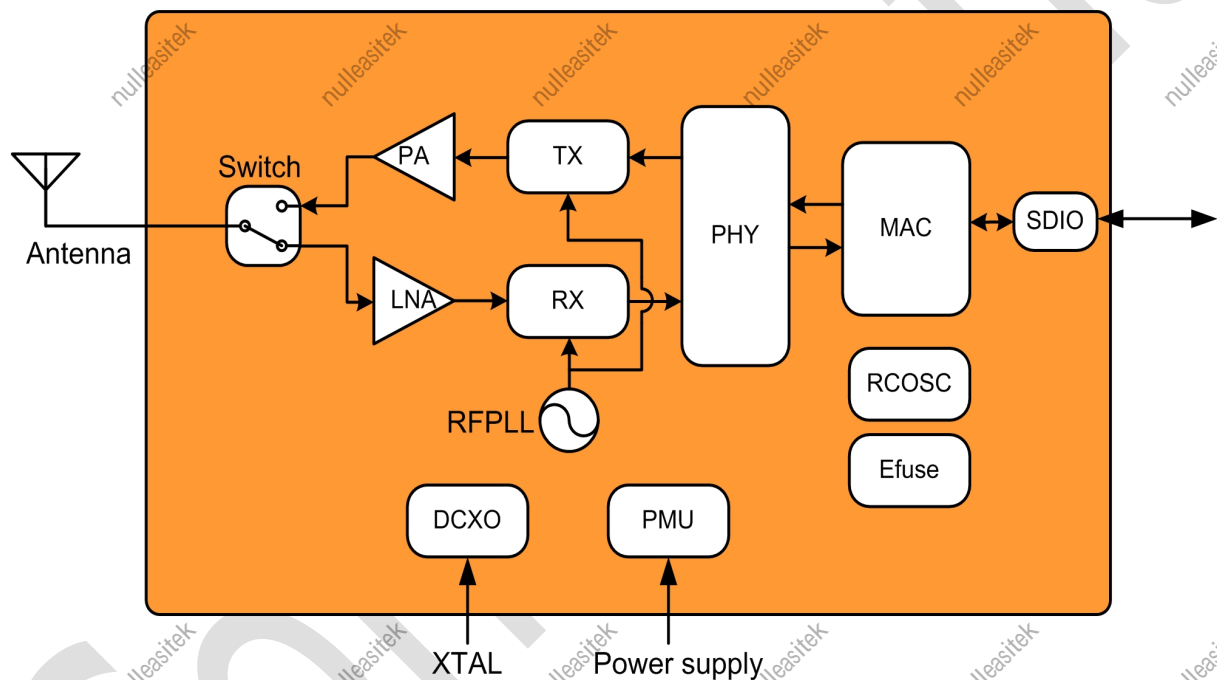 nulleasitek nulleasitek nulleasitek nulleasitek nulleasitek
Switch
PA
TX
PHY
MAC
SDIO
Antenna
LNA
RX
RCOSC
RFPLL
Efuse
DCXO
PMU
XTAL
Power supply